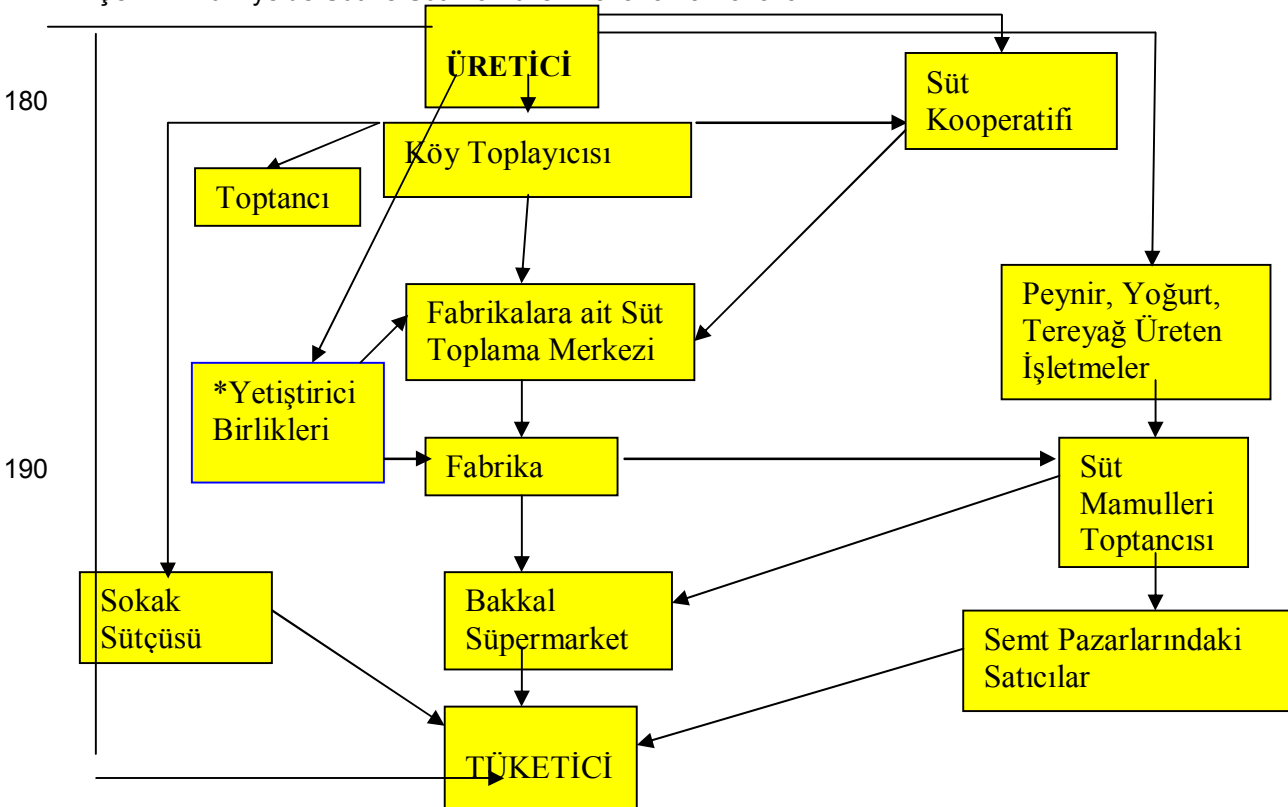 ÜRETİCİ
180
Süt
Kooperatifi
Köy Toplayıcısı
Toptancı
Fabrikalara ait Süt
Toplama Merkezi
Peynir, Yoğurt,
Tereyağ Üreten
İşletmeler
*Yetiştirici
Birlikleri
190
Fabrika
Süt
Mamulleri
Toptancısı
Sokak
Sütçüsü
Bakkal
Süpermarket
Semt Pazarlarındaki
Satıcılar
TÜKETİCİ